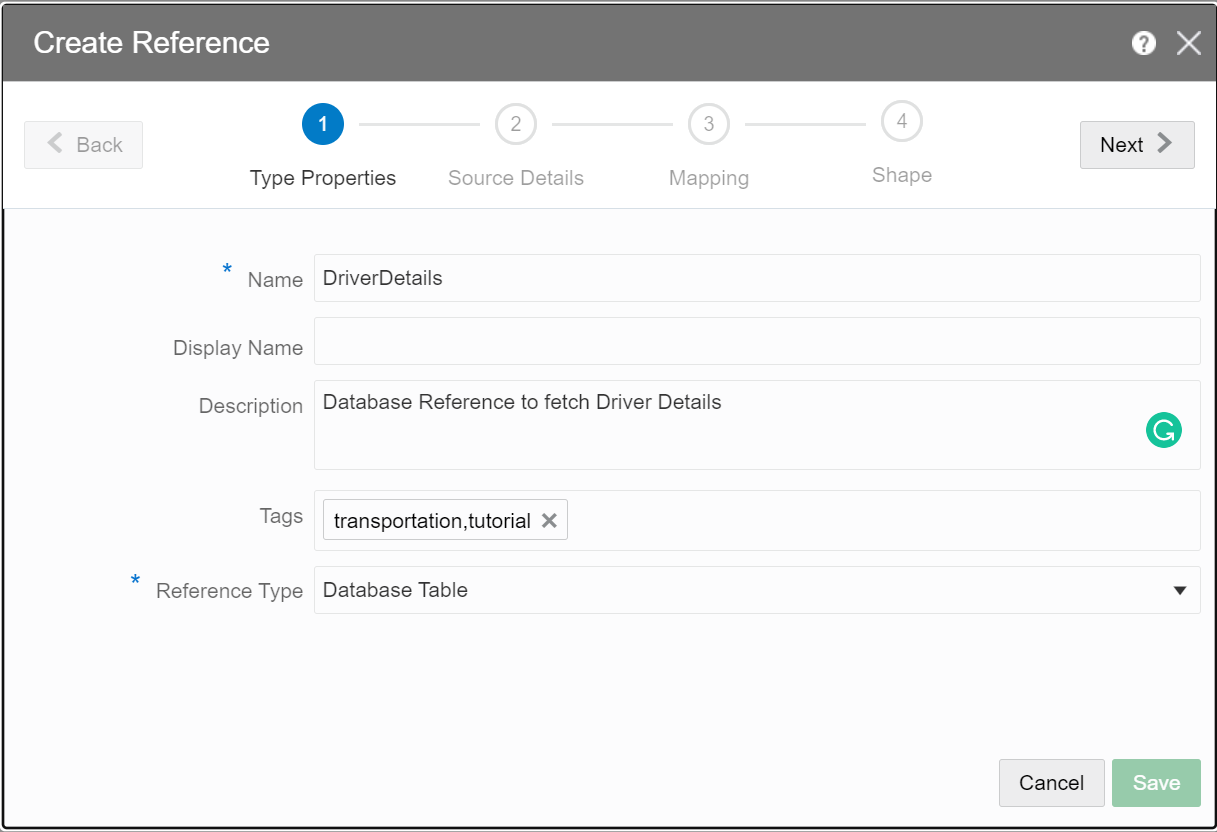 Create Reference
?
Back
1
2
3
4
Next
Type Properties
Source Details
Mapping
Shape
* Name
DriverDetails
Display Name
Description
Database Reference to fetch Driver Details
Tags
transportation,tutorial
* Reference Type
Database Table
Cancel
Save